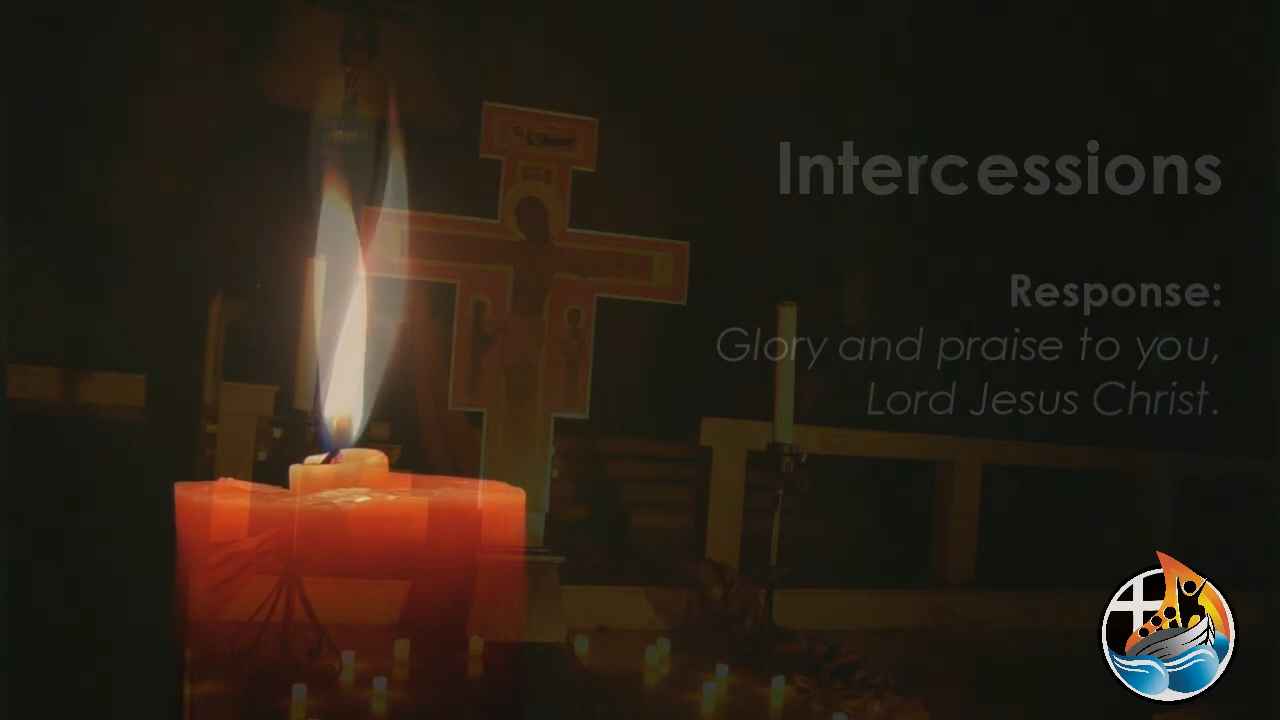 Intercessions
Response:
Glory and praise to you,
Lord Jesus Christ.